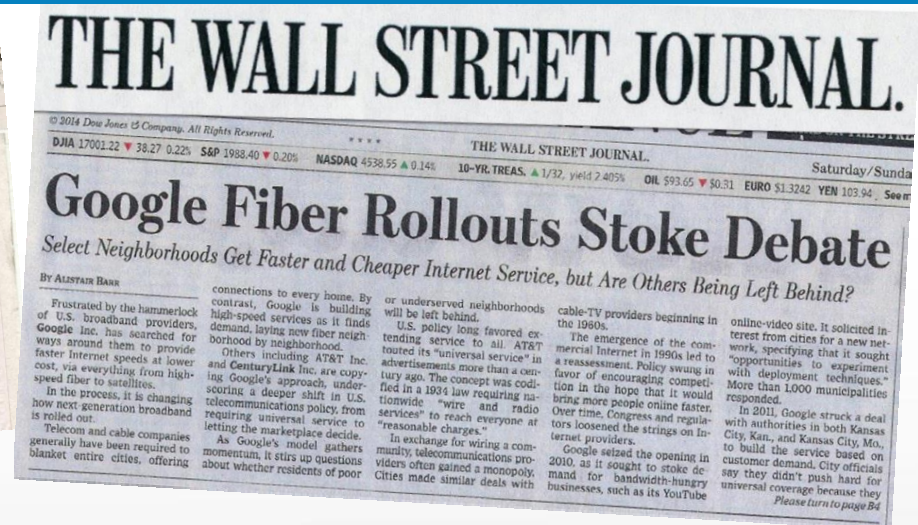 THE WALL STREET JOURNAL.
© 2014 Dow Jones & Company. All Rights Reserved.
****
THE WALL STREET JOURNAL.
Saturday/Sunda
DJIA 17001.22 ▼ 38.27 0.22% S&P 1988.40 ▼ 0.20% NASDAQ 4538.55 ▲ 0.14% 10-YR. TREAS. ▲ 1/32, yield 2.405% OIL $93.65 ▼ $0.31 EURO $1.3242 YEN 103.94 See m
Google Fiber Rollouts Stoke Debate
Select Neighborhoods Get Faster and Cheaper Internet Service, but Are Others Being Left Behind?
BY ALISTAIR BARR
Frustrated by the hammerlock
of U.S. broadband providers,
Google Inc. has searched for
ways around them to provide
faster Internet speeds at lower
cost, via everything from high-
speed fiber to satellites.
In the process, it is changing
how next-generation broadband
is rolled out.
Telecom and cable companies
generally have been required to
blanket entire cities, offering
connections to every home. By
contrast, Google is building
high-speed services as it finds
demand, laying new fiber neigh-
borhood by neighborhood.
Others including AT&T Inc.
and CenturyLink Inc. are copy-
ing Google's approach, under-
scoring a deeper shift in U.S.
telecommunications policy, from
requiring universal service to
letting the marketplace decide.
As Google's model gathers
momentum, it stirs up questions
about whether residents of poor
or underserved neighborhoods
will be left behind.
U.S. policy long favored ex-
tending service to all. AT&T
touted its "universal service" in
advertisements more than a cen-
tury ago. The concept was codi-
fied in a 1934 law requiring na-
tionwide "wire and radio
services" to reach everyone at
"reasonable charges."
In exchange for wiring a com-
munity, telecommunications pro-
viders often gained a monopoly.
Cities made similar deals with
cable-TV providers beginning in
the 1960s.
The emergence of the com-
mercial Internet in 1990s led to
a reassessment. Policy swung in
favor of encouraging competi-
tion in the hope that it would
bring more people online faster.
Over time, Congress and regula-
tors loosened the strings on In-
ternet providers.
Google seized the opening in
2010, as it sought to stoke de-
mand for bandwidth-hungry
businesses, such as its YouTube
online-video site. It solicited in-
terest from cities for a new net-
work, specifying that it sought
"opportunities to experiment
with deployment techniques."
More than 1,000 municipalities
responded.
In 2011, Google struck a deal
with authorities in both Kansas
City, Kan., and Kansas City, Mo.,
to build the service based on
customer demand. City officials
say they didn't push hard for
universal coverage because they
Please turn to page B4